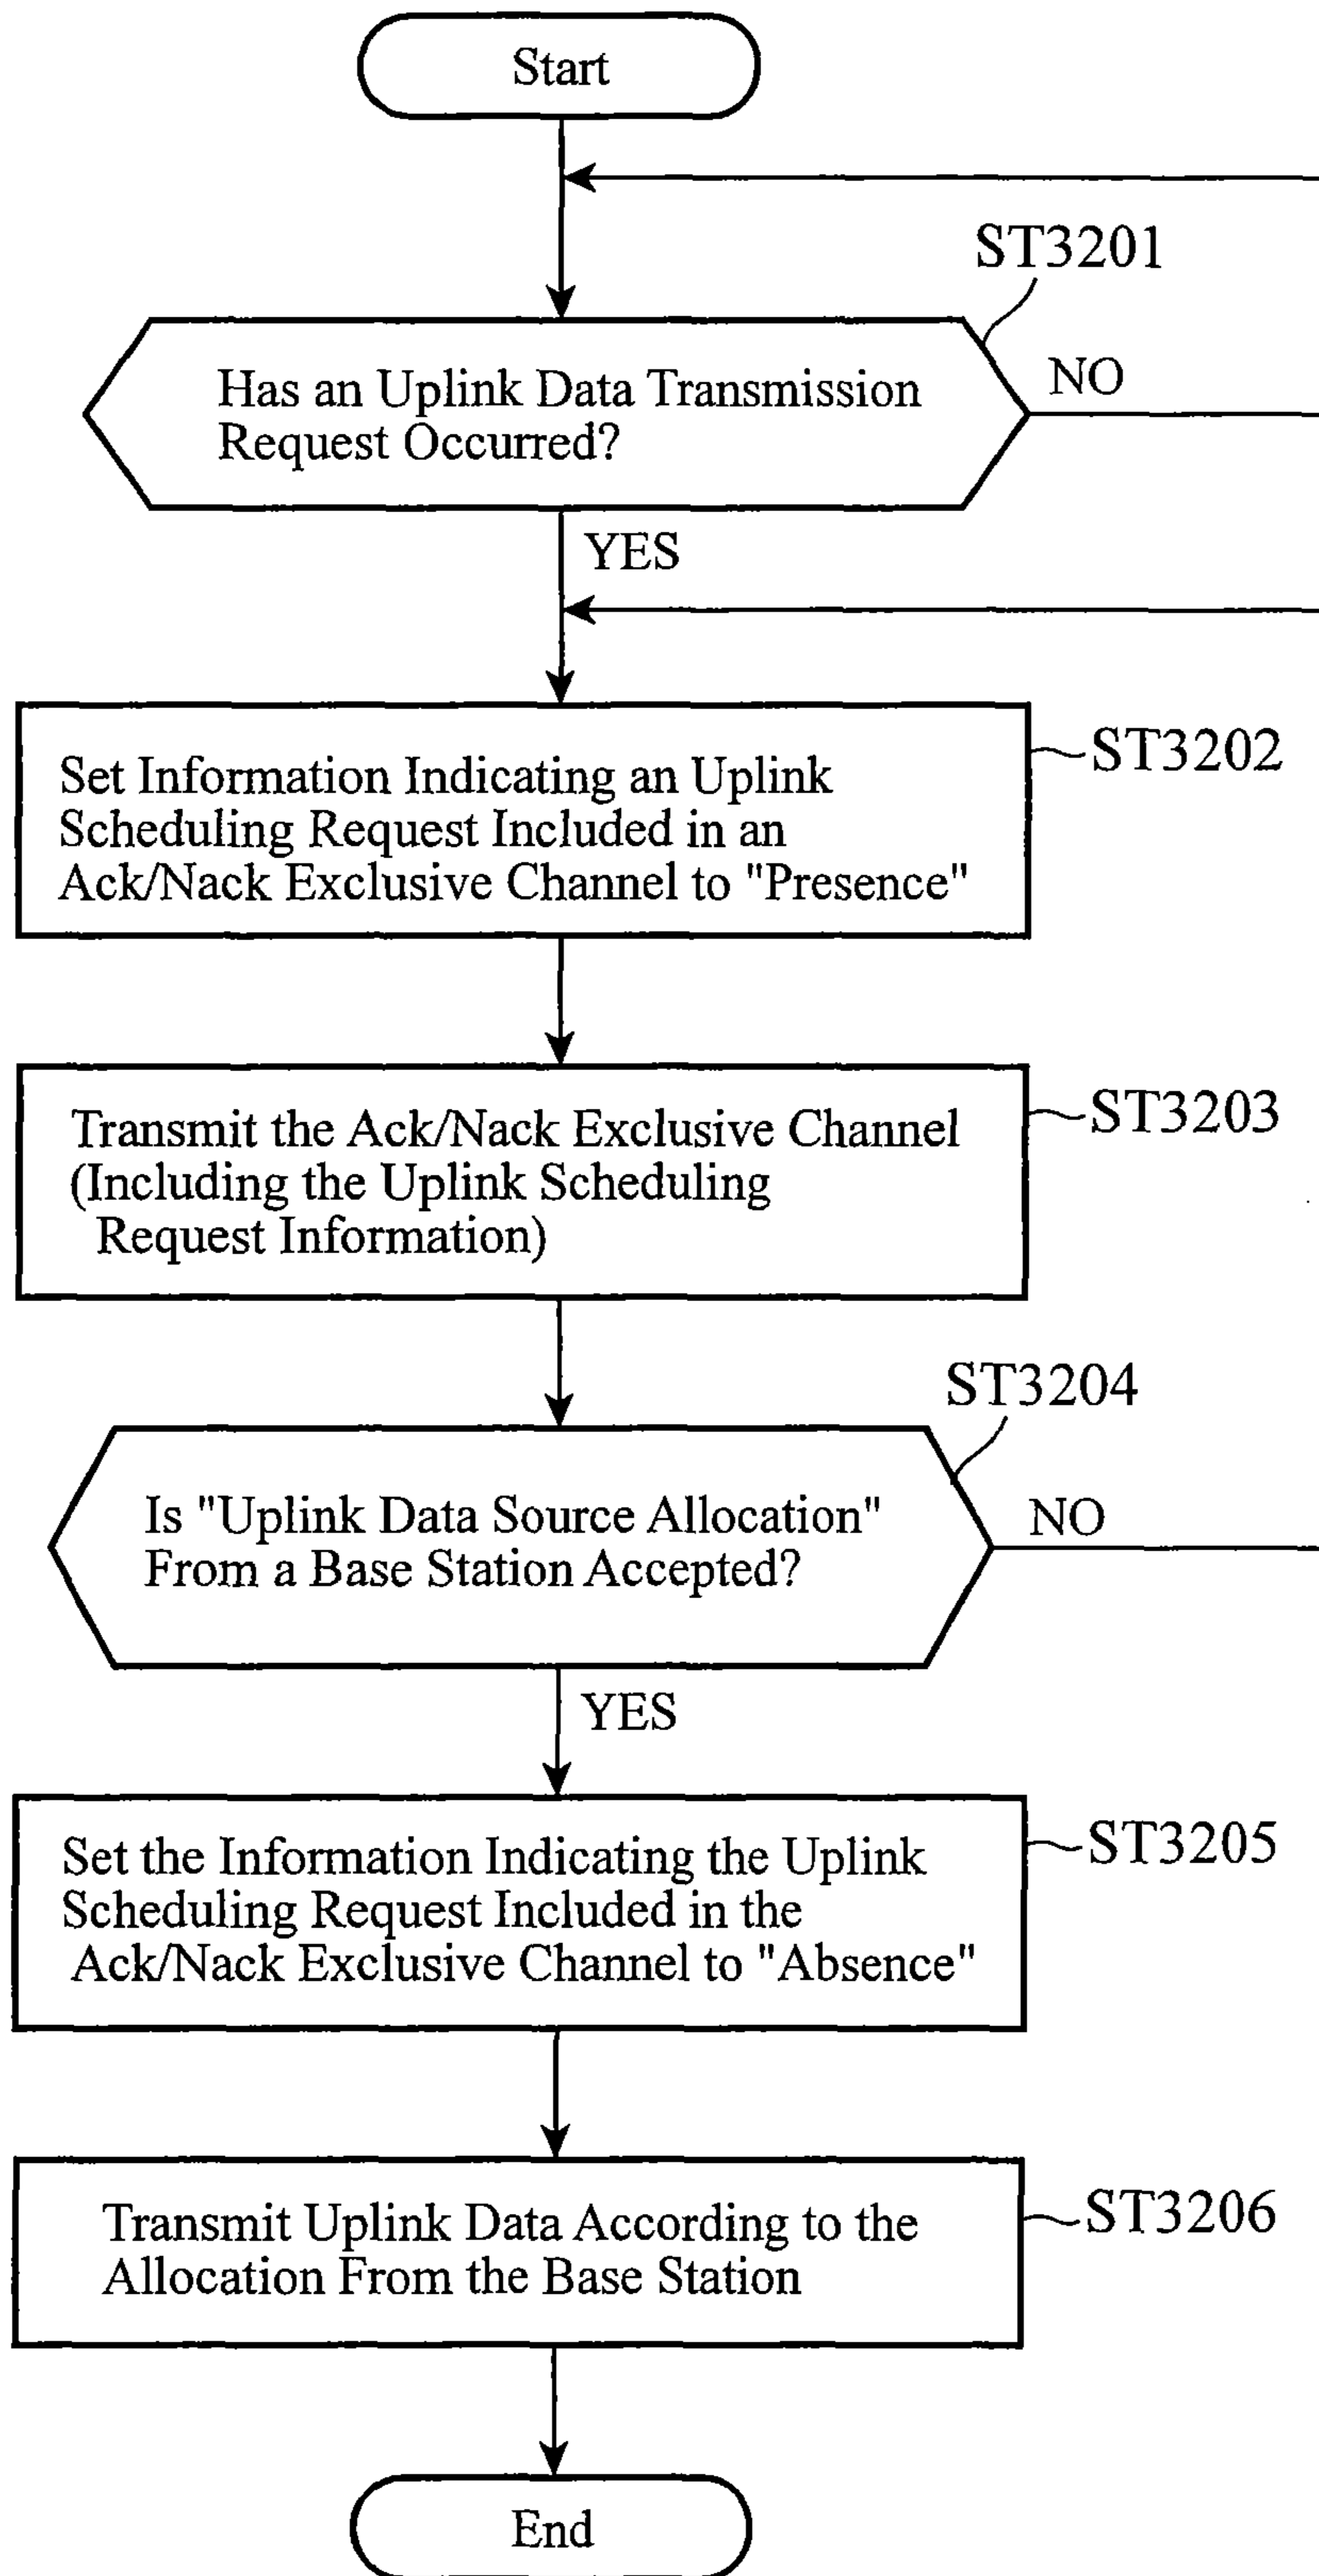 Start
ST3201
Has an Uplink Data Transmission
Request Occurred?
NO
YES
ST3202
Set Information Indicating an Uplink
Scheduling Request Included in an
Ack/Nack Exclusive Channel to "Presence"
ST3203
Transmit the Ack/Nack Exclusive Channel
(Including the Uplink Scheduling
Request Information)
ST3204
Is "Uplink Data Source Allocation"
From a Base Station Accepted?
NO
YES
ST3205
Set the Information Indicating the Uplink
Scheduling Request Included in the
Ack/Nack Exclusive Channel to "Absence"
ST3206
Transmit Uplink Data According to the
Allocation From the Base Station
End